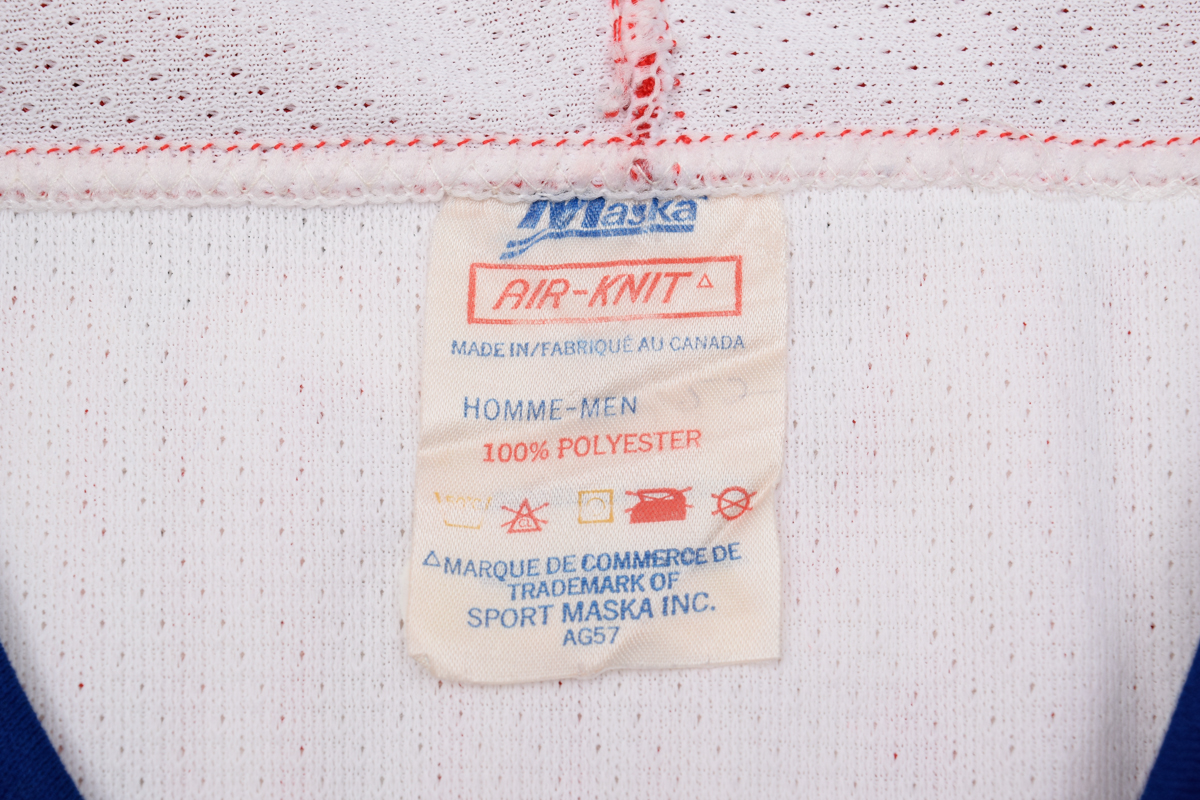 Maska
AIR-KNIT △
MADE IN/FABRIQUÉ AU CANADA
HOMME-MEN
100% POLYESTER
△ MARQUE DE COMMERCE DE
TRADEMARK OF
SPORT MASKA INC.
AG57